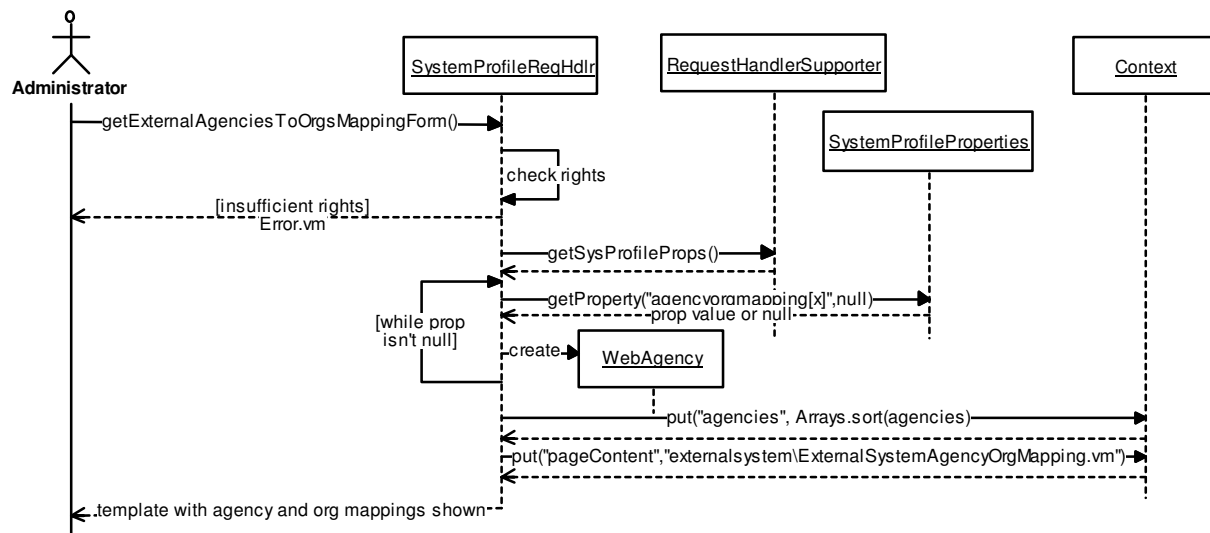 Administrator
SystemProfileReqHdlr
RequestHandlerSupporter
Context
getExternalAgenciesToOrgsMappingForm()
SystemProfileProperties
check rights
[insufficient rights]
Error.vm
getSysProfileProps()
getProperty("agencyorgmapping[x]",null)
prop value or null
[while prop
isn't null]
create
WebAgency
put("agencies", Arrays.sort(agencies)
put("pageContent","externalsystem\ExternalSystemAgencyOrgMapping.vm")
template with agency and org mappings shown